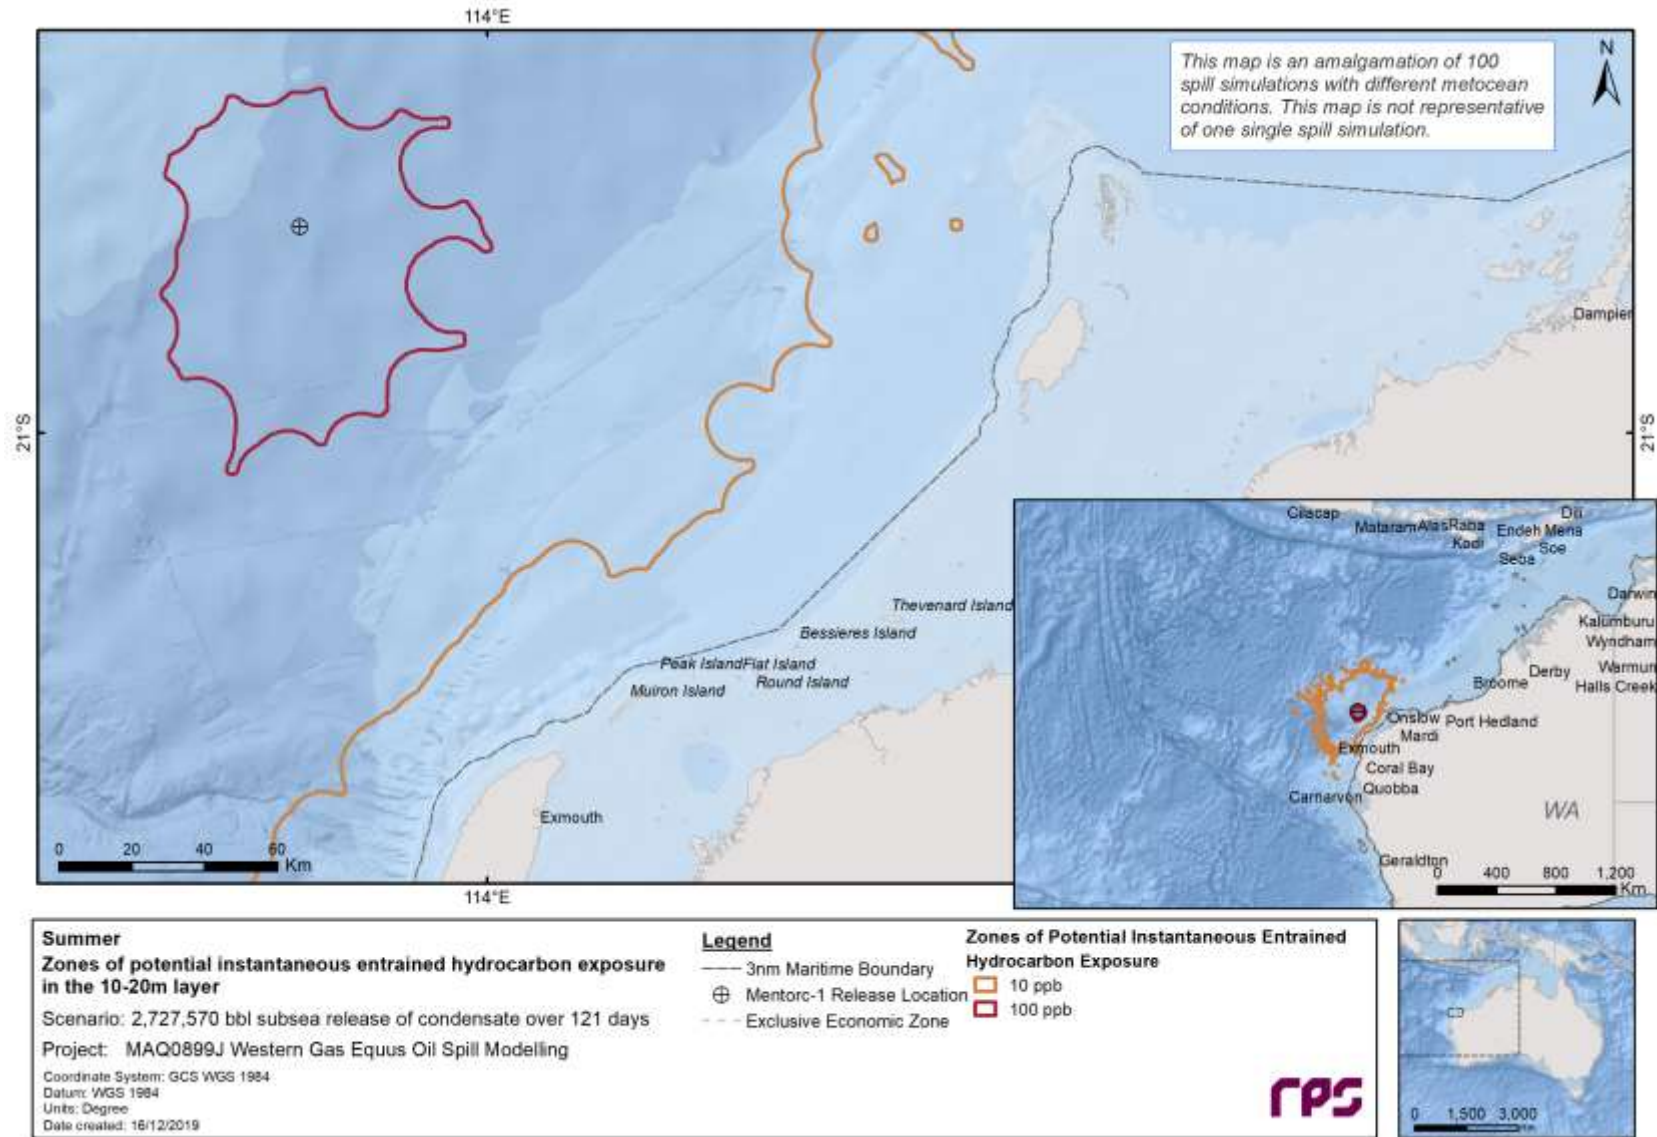 114°E
This map is an amalgamation of 100
spill simulations with different metocean
conditions. This map is not representative
of one single spill simulation.
N
Dampier
21°S
21°S
Thevenard Island
Bessieres Island
Peak Island
Flat Island
Round Island
Muiron Island
Exmouth
0 20 40 60
Km
114°E
Cilacap
Mataram
Alas
Raba
Kodi
Endeh
Mena
Dili
Soe
Seba
Darwin
Kalumburu
Wyndham
Derby
Warmun
Broome
Halls Creek
Onslow
Port Hedland
Mardi
Exmouth
Coral Bay
Quobba
Carnarvon
WA
Geraldton
0 400 800 1,200
Km
Summer
Zones of potential instantaneous entrained hydrocarbon exposure
in the 10-20m layer
Scenario: 2,727,570 bbl subsea release of condensate over 121 days
Project: MAQ0899J Western Gas Equus Oil Spill Modelling
Coordinate System: GCS WGS 1984
Datum: WGS 1984
Units: Degree
Date created: 16/12/2019
Legend
3nm Maritime Boundary
Mentorc-1 Release Location
Exclusive Economic Zone
Zones of Potential Instantaneous Entrained
Hydrocarbon Exposure
10 ppb
100 ppb
rps
0 1,500 3,000